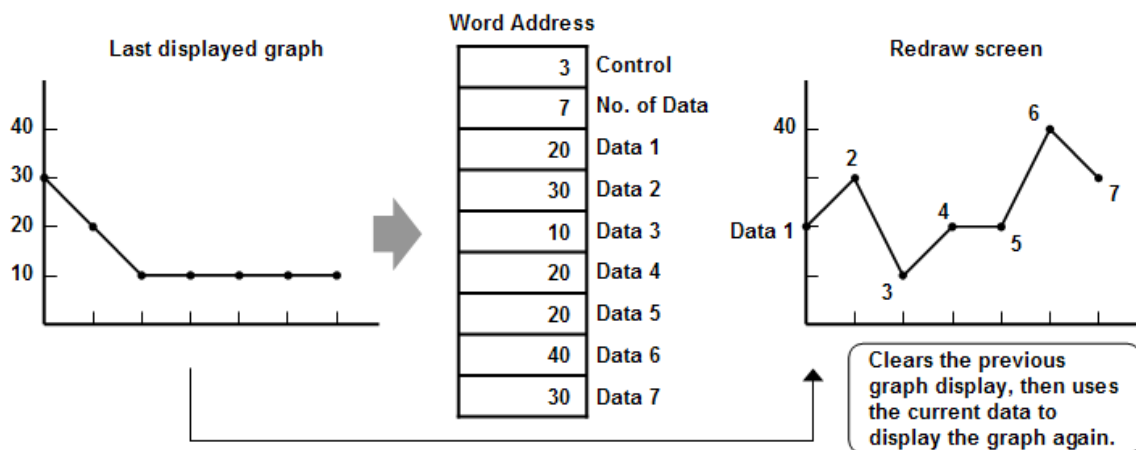 Last displayed graph
40
30
20
10
Word Address
3 Control
7 No. of Data
20 Data 1
30 Data 2
10 Data 3
20 Data 4
20 Data 5
40 Data 6
30 Data 7
Redraw screen
40
Data 1
2
3
4
5
6
7
Clears the previous
graph display, then uses
the current data to
display the graph again.